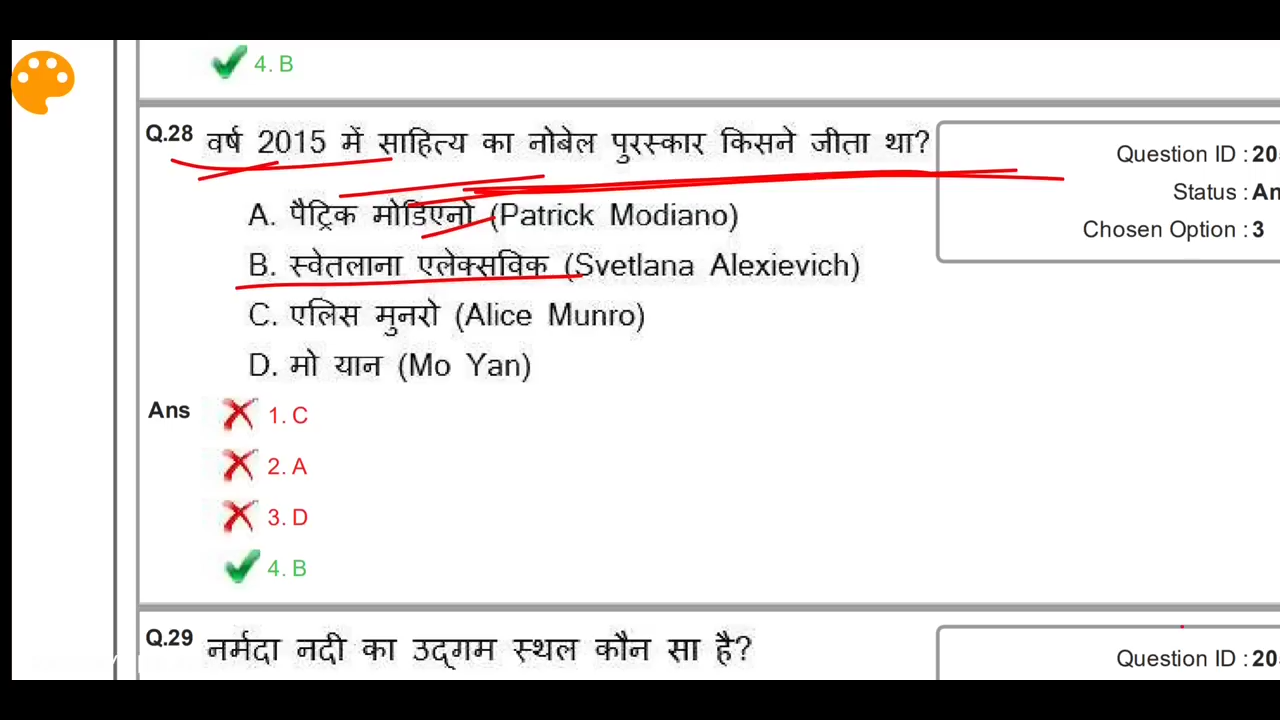 4. B
Q.28 वर्ष 2015 में साहित्य का नोबेल पुरस्कार किसने जीता था?
A. पैट्रिक मोडिएनो (Patrick Modiano)
B. स्वेतलाना एलेक्सविक (Svetlana Alexievich)
C. एलिस मुनरो (Alice Munro)
D. मो यान (Mo Yan)
Question ID : 20
Status : An
Chosen Option : 3
Ans
1. C
2. A
3. D
4. B
Q.29 नर्मदा नदी का उद्गम स्थल कौन सा है?
Question ID : 20